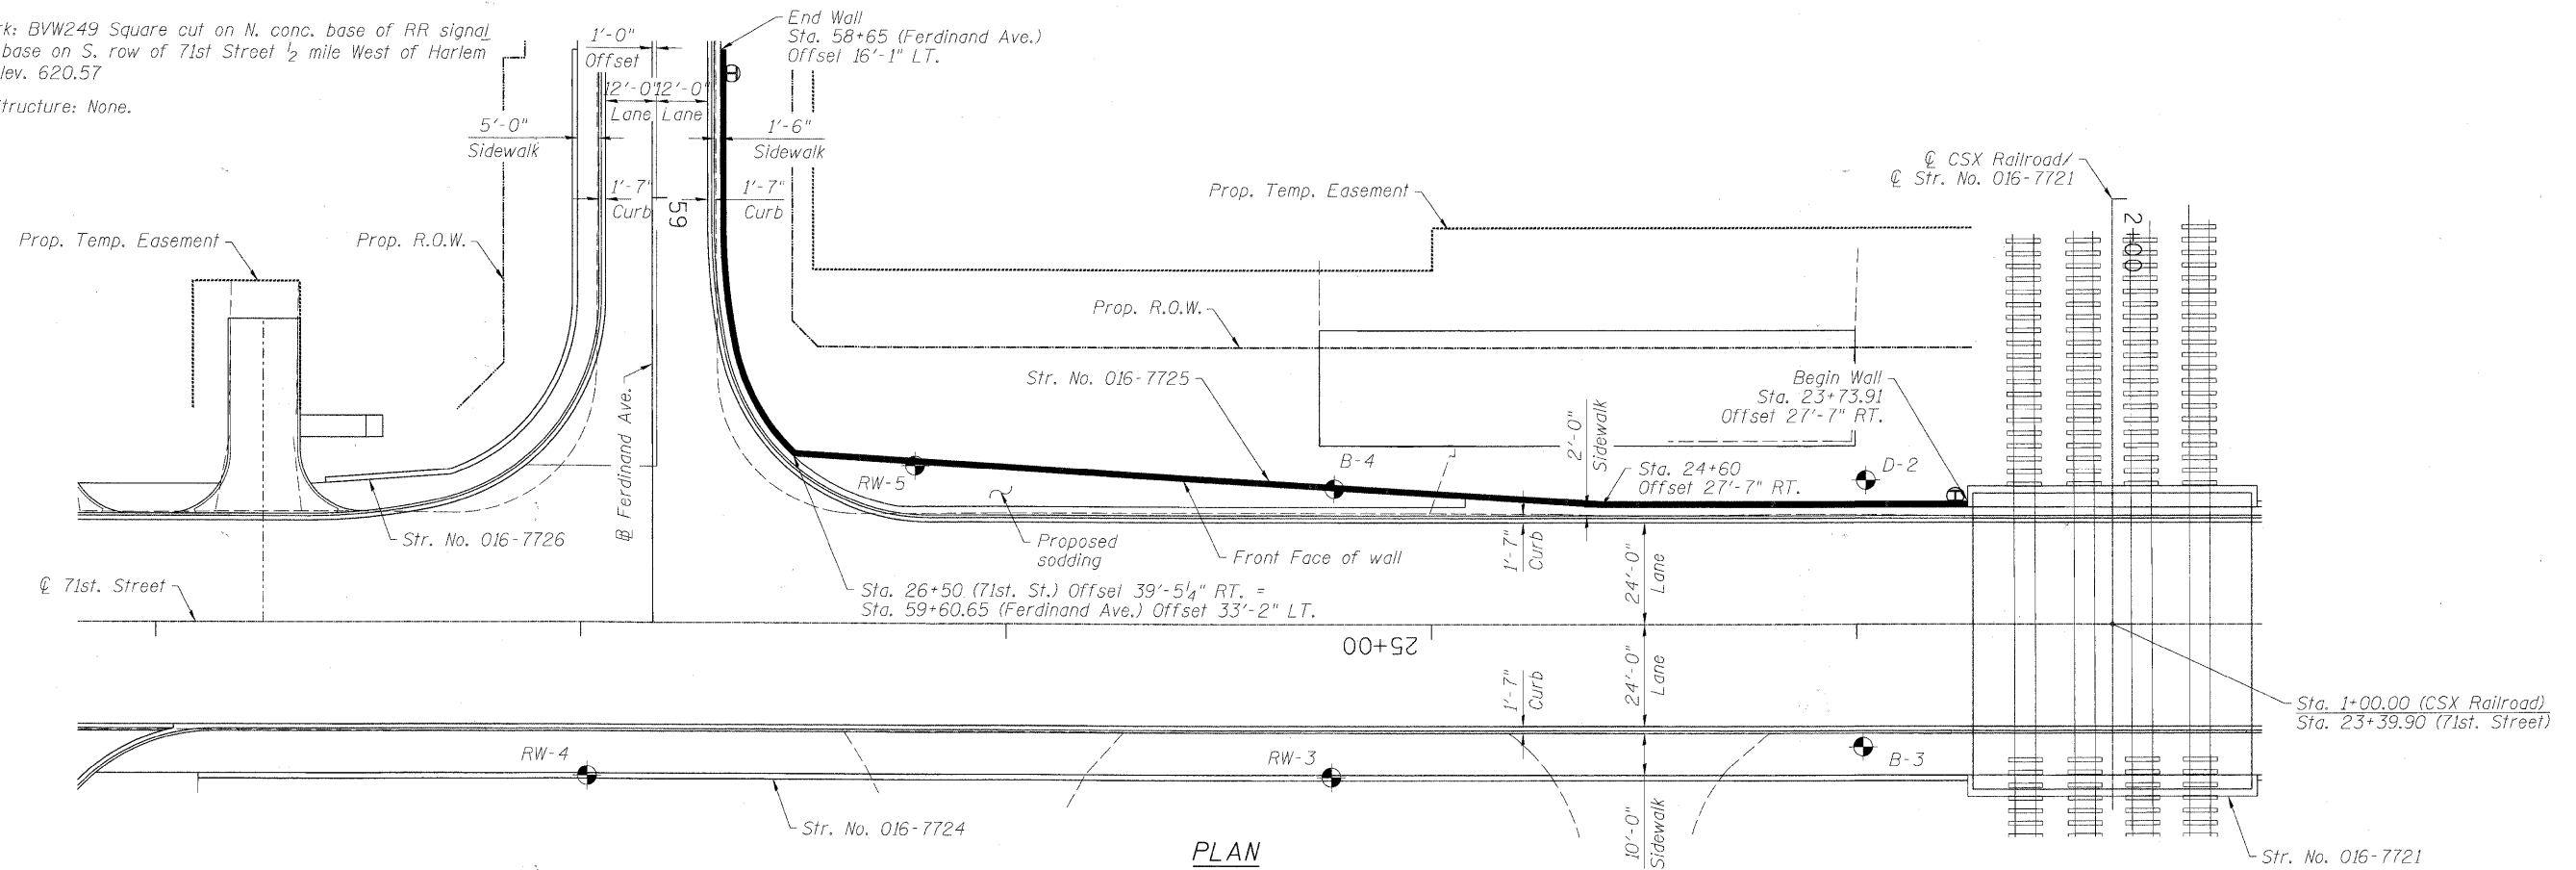 rk: BVW249 Square cut on N. conc. base of RR signal
base on S. row of 71st Street 1/2 mile West of Harlem
lev. 620.57
tructure: None.
1'-0"
Offset
End Wall
Sta. 58+65 (Ferdinand Ave.)
Offset 16'-1" LT.
12'-0" 12'-0"
Lane Lane
5'-0"
Sidewalk
1'-6"
Sidewalk
1'-7"
Curb
1'-7"
Curb
59
Prop. Temp. Easement
Prop. R.O.W.
Prop. Temp. Easement
℄ CSX Railroad/
℄ Str. No. 016-7721
2+00
Prop. R.O.W.
Str. No. 016-7725
Begin Wall
Sta. 23+73.91
Offset 27'-7" RT.
2'-0"
Sidewalk
Ferdinand Ave.
RW-5
B-4
Sta. 24+60
Offset 27'-7" RT.
D-2
Str. No. 016-7726
Proposed
sodding
Front Face of wall
1'-7"
Curb
24'-0"
Lane
℄ 71st. Street
Sta. 26+50 (71st. St.) Offset 39'-5¼" RT. =
Sta. 59+60.65 (Ferdinand Ave.) Offset 33'-2" LT.
25+00
1'-7"
Curb
24'-0"
Lane
Sta. 1+00.00 (CSX Railroad)
Sta. 23+39.90 (71st. Street)
RW-4
RW-3
B-3
10'-0"
Sidewalk
Str. No. 016-7724
Str. No. 016-7721
PLAN